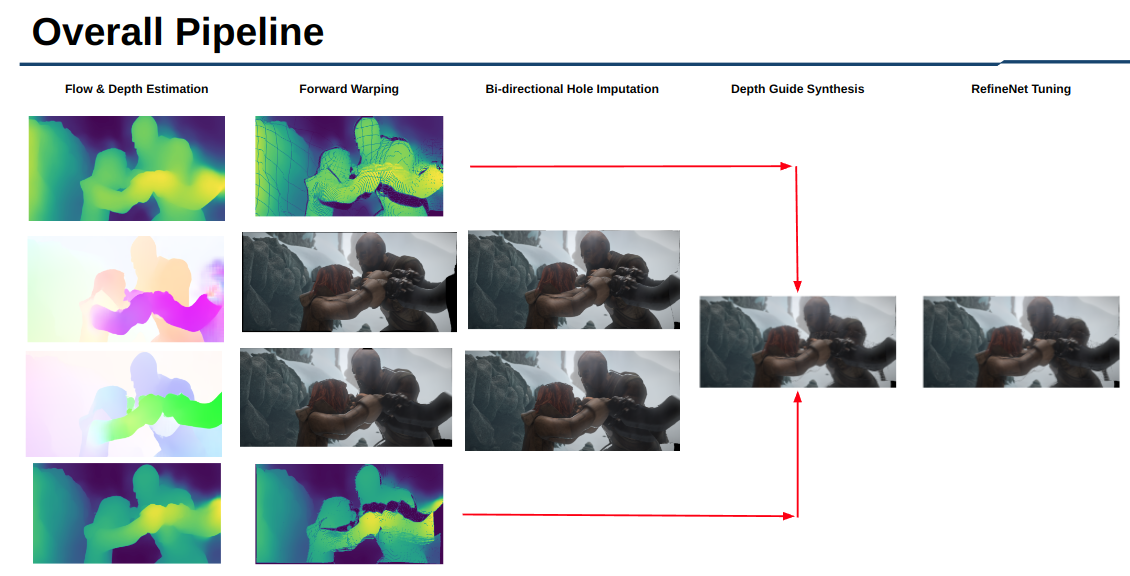 Overall Pipeline
Flow & Depth Estimation
Forward Warping
Bi-directional Hole Imputation
Depth Guide Synthesis
RefineNet Tuning